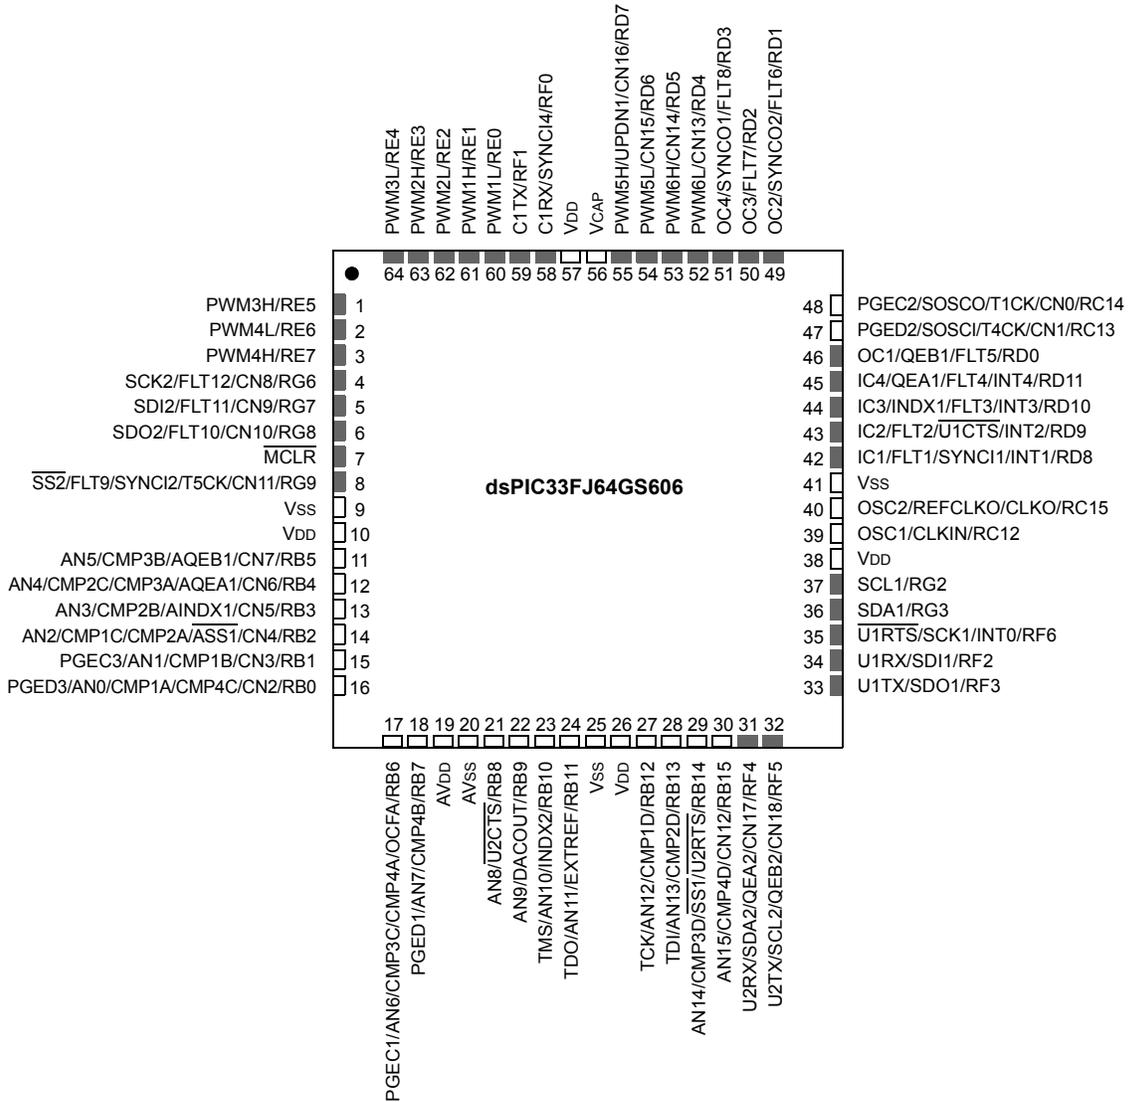 PWM3L/RE4
PWM2H/RE3
PWM2L/RE2
PWM1H/RE1
PWM1L/RE0
C1TX/RF1
C1RX/SYNCI4/RF0
VDD
VCAP
PWM5H/UPDN1/CN16/RD7
PWM5L/CN15/RD6
PWM6H/CN14/RD5
PWM6L/CN13/RD4
OC4/SYNCO1/FLT8/RD3
OC3/FLT7/RD2
OC2/SYNCO2/FLT6/RD1
64 63 62 61 60 59 58 57 56 55 54 53 52 51 50 49
PWM3H/RE5 1
PWM4L/RE6 2
PWM4H/RE7 3
SCK2/FLT12/CN8/RG6 4
SDI2/FLT11/CN9/RG7 5
SDO2/FLT10/CN10/RG8 6
MCLR 7
SS2/FLT9/SYNCI2/T5CK/CN11/RG9 8
VSS 9
VDD 10
AN5/CMP3B/AQEB1/CN7/RB5 11
AN4/CMP2C/CMP3A/AQEA1/CN6/RB4 12
AN3/CMP2B/AINDX1/CN5/RB3 13
AN2/CMP1C/CMP2A/ASS1/CN4/RB2 14
PGEC3/AN1/CMP1B/CN3/RB1 15
PGED3/AN0/CMP1A/CMP4C/CN2/RB0 16
dsPIC33FJ64GS606
48 PGEC2/SOSCO/T1CK/CN0/RC14
47 PGED2/SOSCI/T4CK/CN1/RC13
46 OC1/QEB1/FLT5/RD0
45 IC4/QEA1/FLT4/INT4/RD11
44 IC3/INDX1/FLT3/INT3/RD10
43 IC2/FLT2/U1CTS/INT2/RD9
42 IC1/FLT1/SYNCI1/INT1/RD8
41 VSS
40 OSC2/REFCLKO/CLKO/RC15
39 OSC1/CLKIN/RC12
38 VDD
37 SCL1/RG2
36 SDA1/RG3
35 U1RTS/SCK1/INT0/RF6
34 U1RX/SDI1/RF2
33 U1TX/SDO1/RF3
17 18 19 20 21 22 23 24 25 26 27 28 29 30 31 32
PGEC1/AN6/CMP3C/CMP4A/OCFA/RB6
PGED1/AN7/CMP4B/RB7
AVDD
AVSS
AN8/U2CTS/RB8
AN9/DACOUT/RB9
TMS/AN10/INDX2/RB10
TDO/AN11/EXTREF/RB11
VSS
VDD
TCK/AN12/CMP1D/RB12
TDI/AN13/CMP2D/RB13
AN14/CMP3D/SS1/U2RTS/RB14
AN15/CMP4D/CN12/RB15
U2RX/SDA2/QEA2/CN17/RF4
U2TX/SCL2/QEB2/CN18/RF5